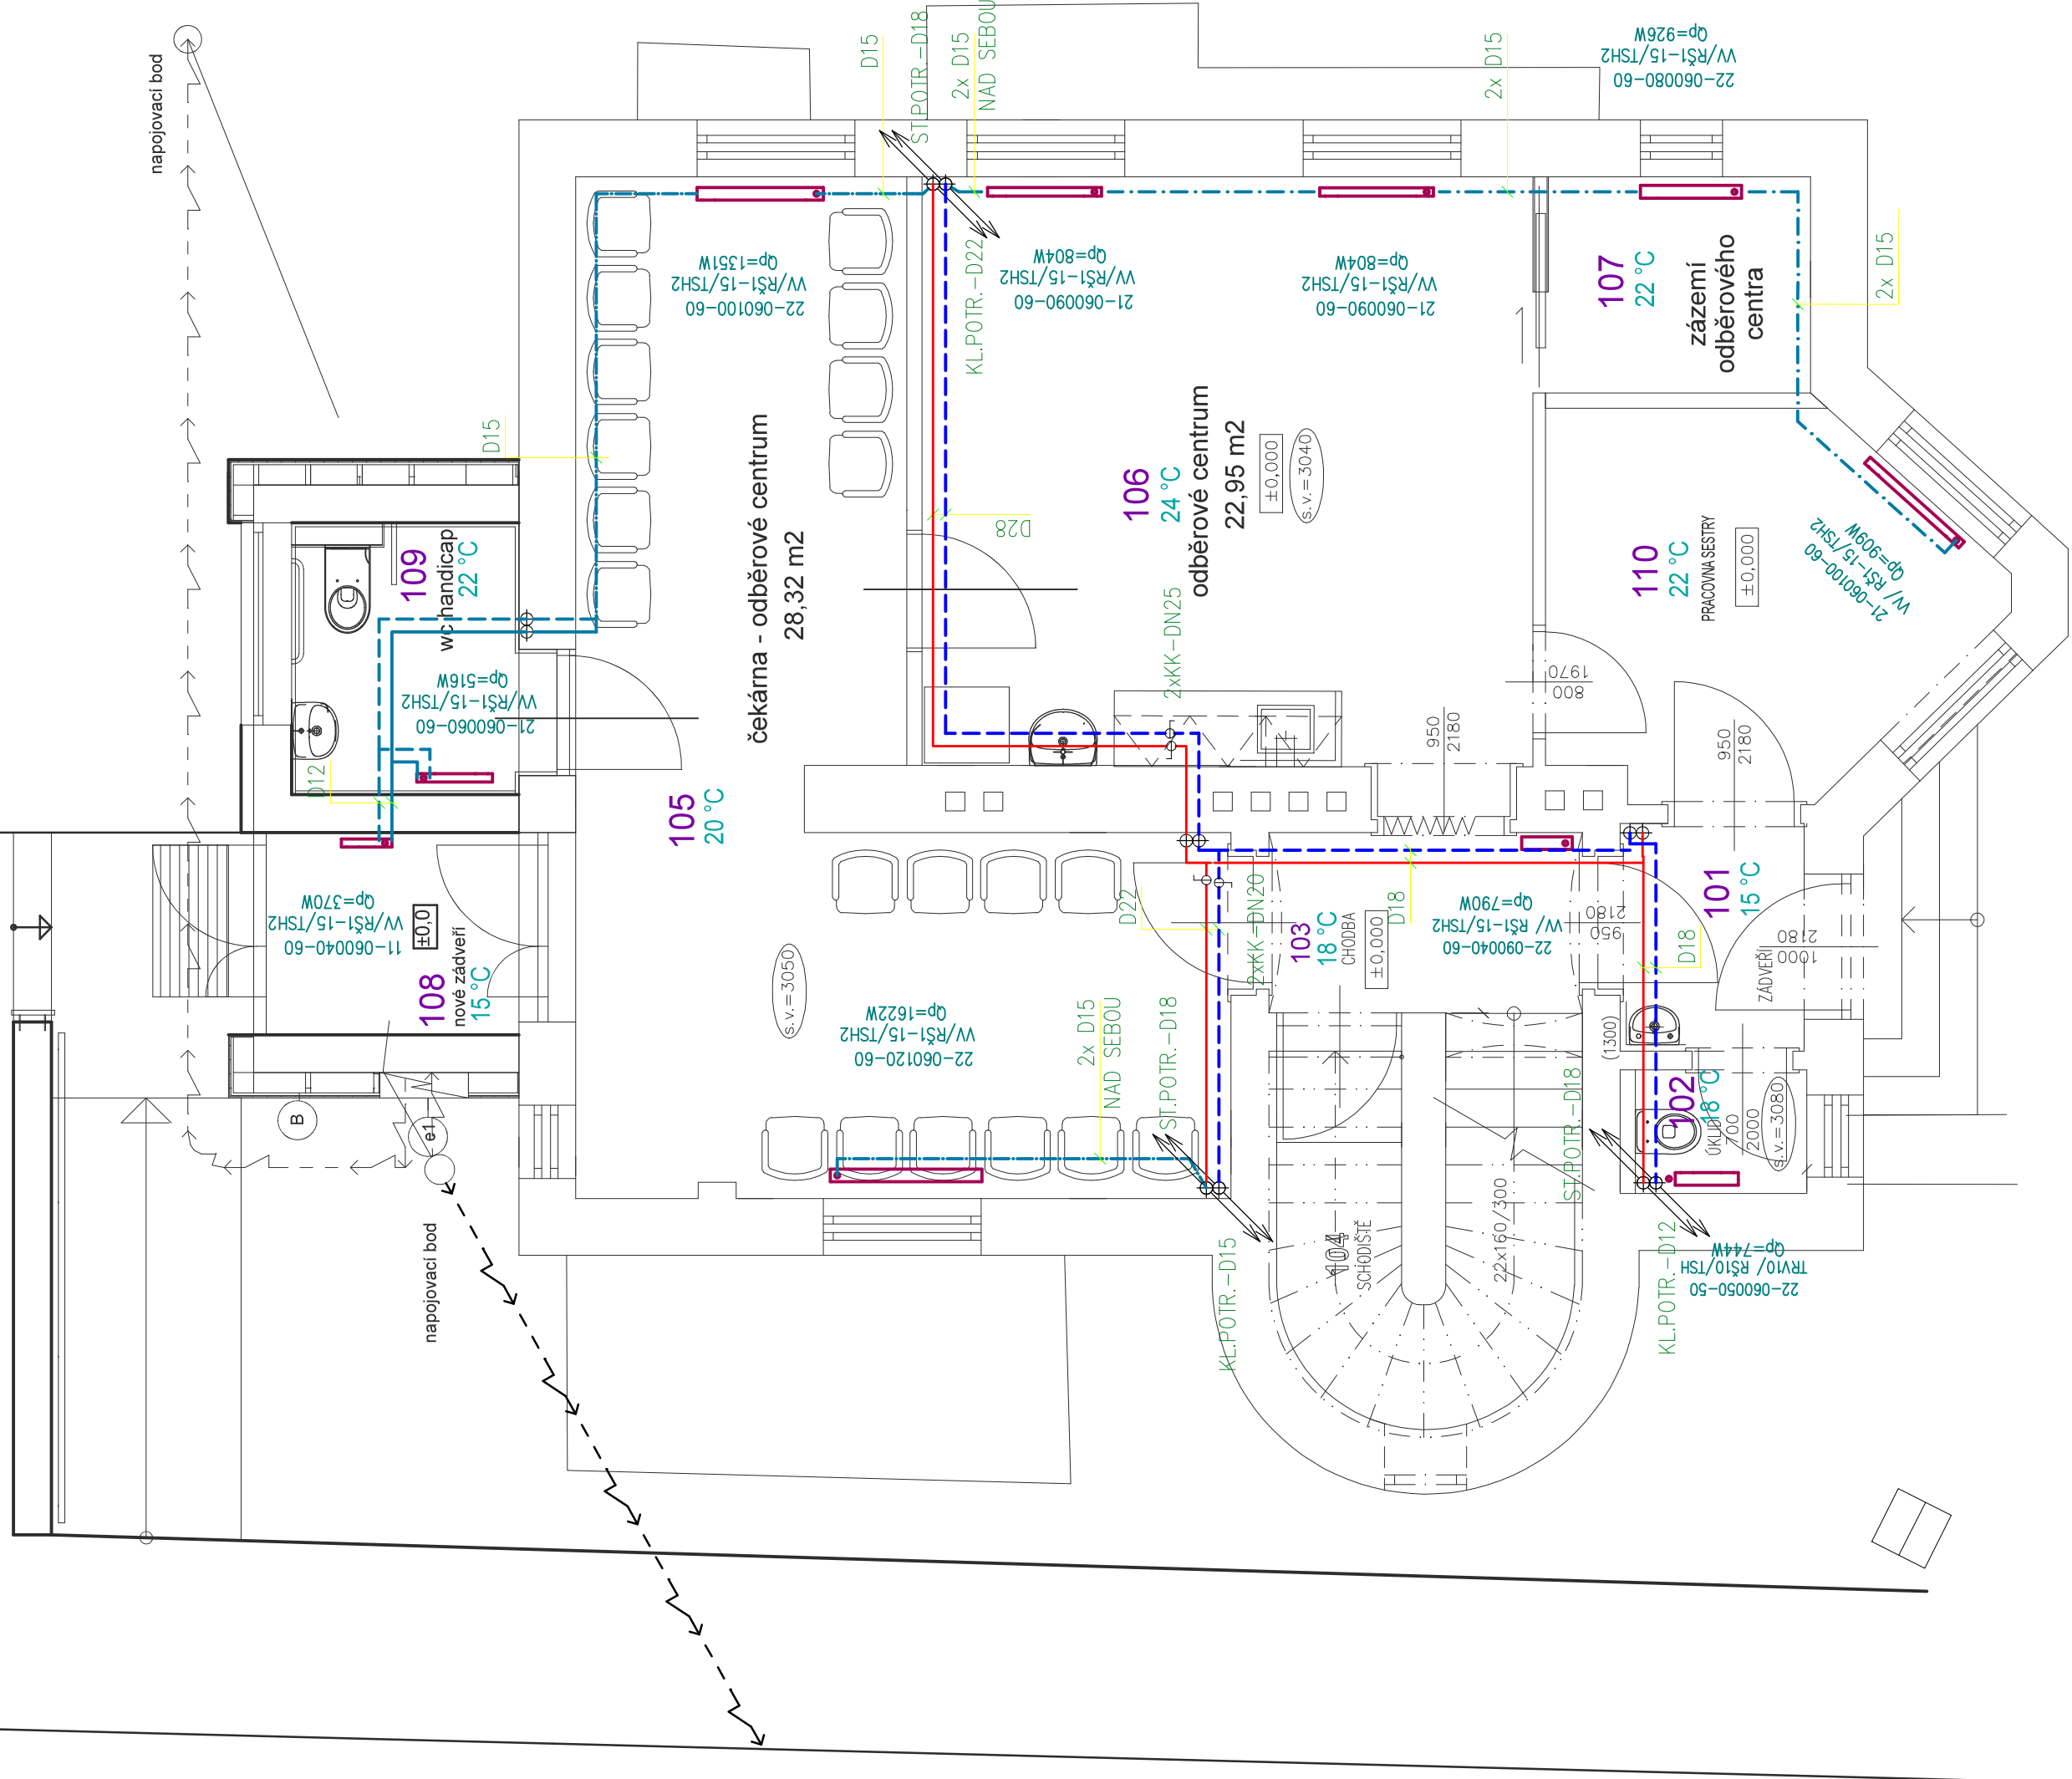 napojovací bod
D15
ST.POTR.-D18
2x D15
NAD SEBOU
2x D15
22-060080-60
VV/RŠ1-15/TSH2
Qp=926W
22-060100-60
VV/RŠ1-15/TSH2
Qp=1351W
KL.POTR.-D22
21-060090-60
VV/RŠ1-15/TSH2
Qp=804W
21-060090-60
VV/RŠ1-15/TSH2
Qp=804W
107
22 °C
zázemí
odběrového
centra
2x D15
D15
čekárna - odběrové centrum
28,32 m2
D28
106
24 °C
odběrové centrum
22,95 m2
±0,000
s.v.=3040
109
wc handicap
22 °C
21-060060-60
VV/RŠ1-15/TSH2
Qp=516W
D12
110
22 °C
PRACOVNA SESTRY
±0,000
21-060100-60
VV/ RŠ1-15/TSH2
Qp=909W
2xKK-DN25
800
1970
950
2180
950
2180
105
20 °C
11-060040-60
VV/RŠ1-15/TSH2
Qp=370W
±0,0
108
nové zádveří
15 °C
s.v.=3050
D22
2xKK-DN20
103
18 °C
CHODBA
±0,000
D18
22-090040-60
VV/ RŠ1-15/TSH2
Qp=790W
950
2180
101
15 °C
D18
ZÁDVEŘÍ
1000
2180
22-060120-60
VV/RŠ1-15/TSH2
Qp=1622W
2x D15
NAD SEBOU
ST.POTR.-D18
(1300)
102
18 °C
ÚKLID
700
2000
s.v.=3080
ST.POTR.-D18
B
e1
napojovací bod
KL.POTR.-D15
104
SCHODIŠTĚ
22x160/300
KL.POTR.-D12
22-060050-50
TRV10/ RŠ10/TSH
Qp=744W